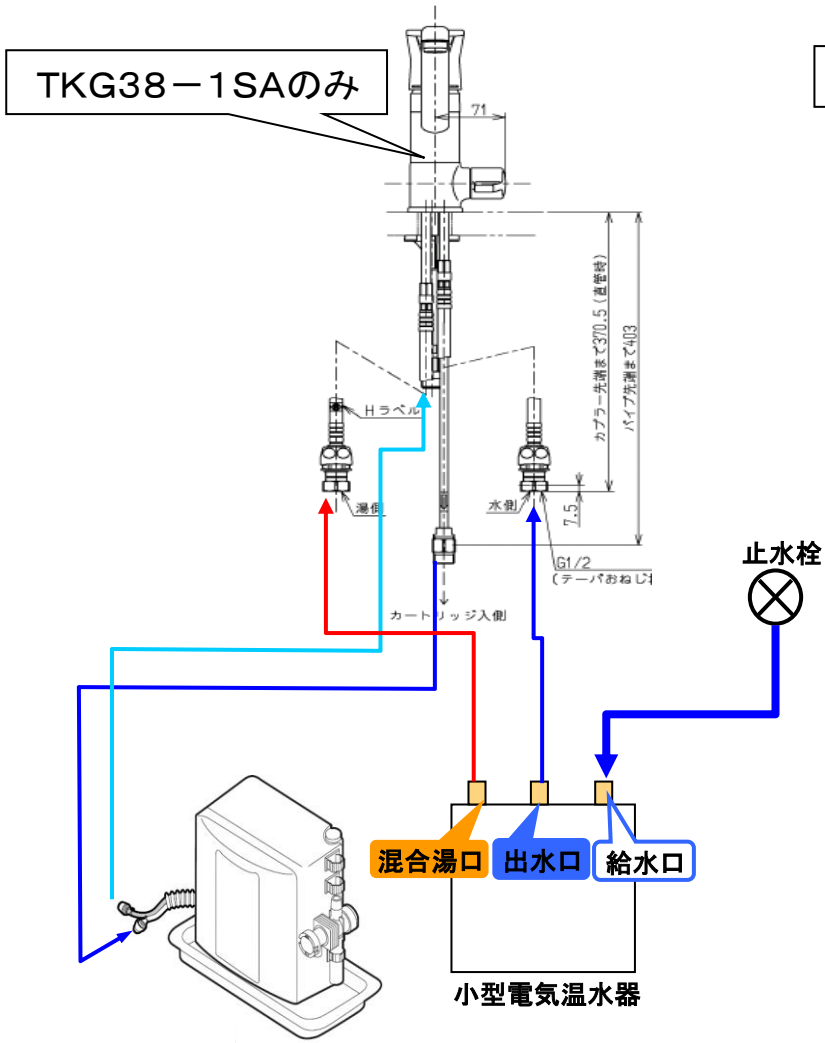 TKG38-1SAのみ
71
カプラー先端まで370.5(直管時)
パイプ先端まで403
Hラベル
湯側
水側
7.5
G1/2
(テーパおねじ
カートリッジ入側
止水栓
混合湯口
出水口
給水口
小型電気温水器